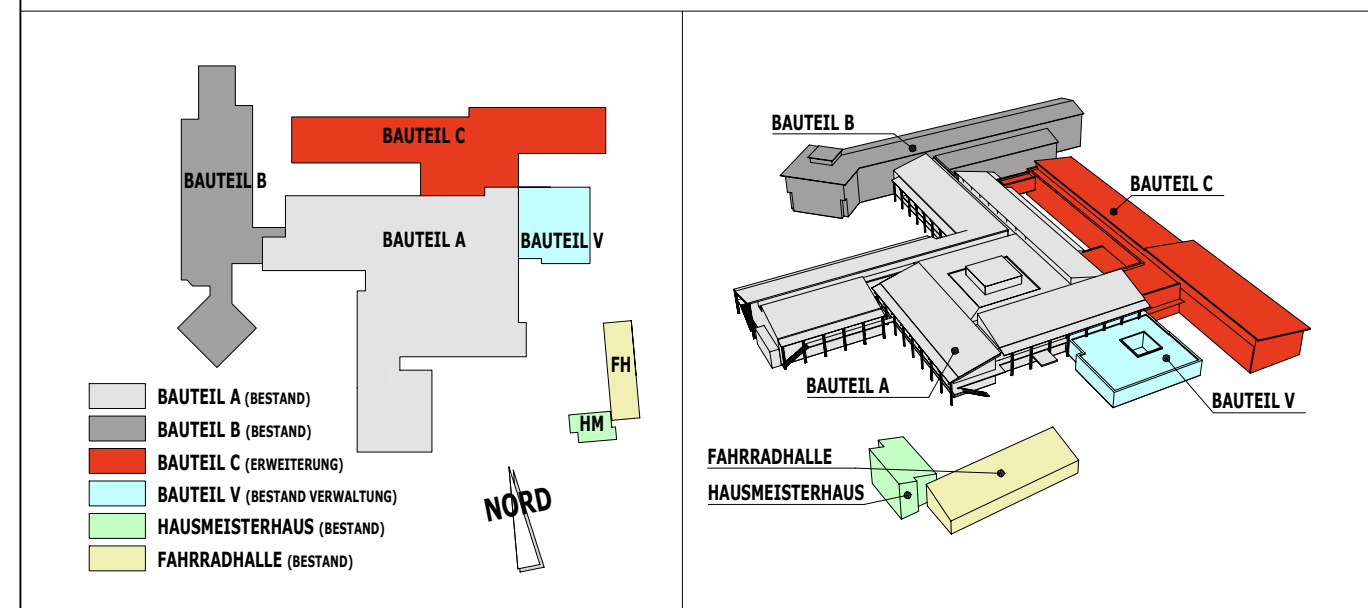 BAUTEIL C
BAUTEIL B
BAUTEIL A
BAUTEIL V
FH
HM
BAUTEIL A (BESTAND)
BAUTEIL B (BESTAND)
BAUTEIL C (ERWEITERUNG)
BAUTEIL V (BESTAND VERWALTUNG)
HAUSMEISTERHAUS (BESTAND)
FAHRRADHALLE (BESTAND)
NORD
BAUTEIL B
BAUTEIL C
BAUTEIL A
BAUTEIL V
FAHRRADHALLE
HAUSMEISTERHAUS